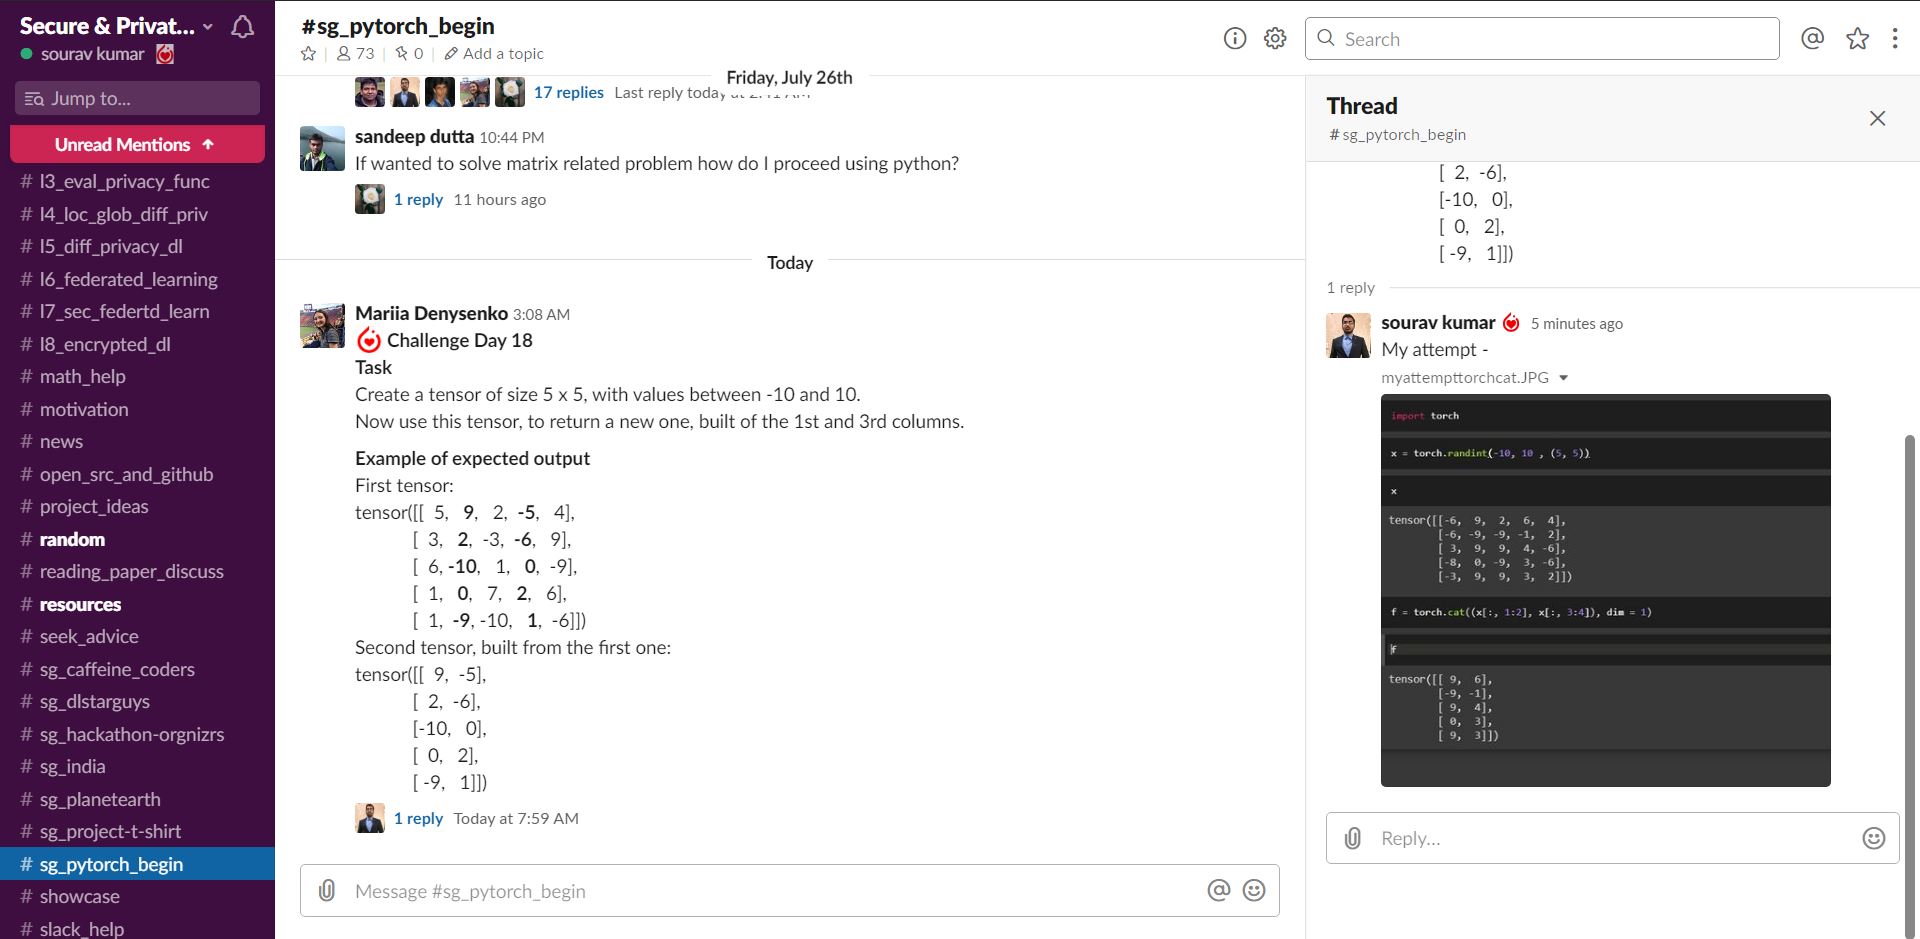 Secure & Privat...
sourav kumar
Jump to...
Unread Mentions ↑
# l3_eval_privacy_func
# l4_loc_glob_diff_priv
# l5_diff_privacy_dl
# l6_federated_learning
# l7_sec_federtd_learn
# l8_encrypted_dl
# math_help
# motivation
# news
# open_src_and_github
# project_ideas
# random
# reading_paper_discuss
# resources
# seek_advice
# sg_caffeine_coders
# sg_dlstarguys
# sg_hackathon-orgnizrs
# sg_india
# sg_planetearth
# sg_project-t-shirt
# sg_pytorch_begin
# showcase
# slack_help
#sg_pytorch_begin
73 | 0 | Add a topic
Search
Friday, July 26th
17 replies Last reply today
sandeep dutta 10:44 PM
If wanted to solve matrix related problem how do I proceed using python?
1 reply 11 hours ago
Today
Mariia Denysenko 3:08 AM
Challenge Day 18
Task
Create a tensor of size 5 x 5, with values between -10 and 10.
Now use this tensor, to return a new one, built of the 1st and 3rd columns.
Example of expected output
First tensor:
tensor([[ 5, 9, 2, -5, 4],
[ 3, 2, -3, -6, 9],
[ 6, -10, 1, 0, -9],
[ 1, 0, 7, 2, 6],
[ 1, -9, -10, 1, -6]])
Second tensor, built from the first one:
tensor([[ 9, -5],
[ 2, -6],
[-10, 0],
[ 0, 2],
[ -9, 1]])
1 reply Today at 7:59 AM
Message #sg_pytorch_begin
Thread
# sg_pytorch_begin
[ 2, -6],
[-10, 0],
[ 0, 2],
[ -9, 1]])
1 reply
sourav kumar 5 minutes ago
My attempt -
myattempttorchcat.JPG
import torch
x = torch.randint(-10, 10 , (5, 5))
x
tensor([[-6, 9, 2, 6, 4],
[-6, -9, -9, -1, 2],
[ 3, 9, 9, 4, -6],
[-8, 0, -9, 3, -6],
[-3, 9, 9, 3, 2]])
f = torch.cat((x[:, 1:2], x[:, 3:4]), dim = 1)
f
tensor([[ 9, 6],
[-9, -1],
[ 9, 4],
[ 0, 3],
[ 9, 3]])
Reply...